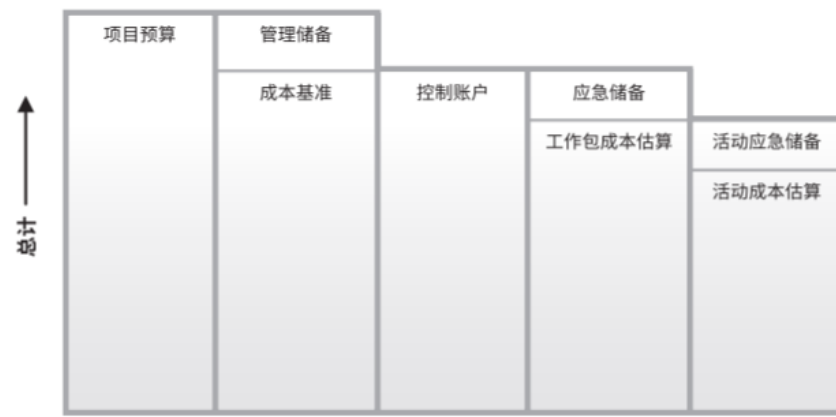 项目预算
管理储备
成本基准
控制账户
应急储备
工作包成本估算
活动应急储备
活动成本估算
总计